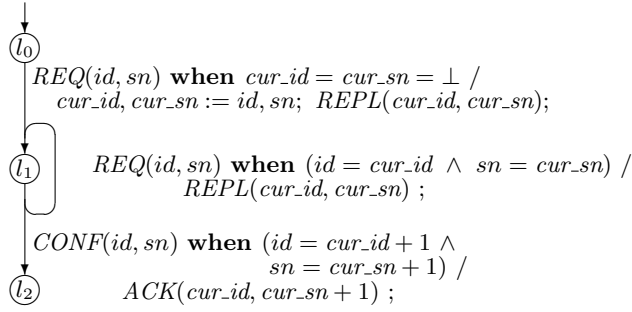 l₀
REQ(id, sn) when cur_id = cur_sn = ⊥ /
cur_id, cur_sn := id, sn; REPL(cur_id, cur_sn);
l₁
REQ(id, sn) when (id = cur_id ∧ sn = cur_sn) /
REPL(cur_id, cur_sn) ;
CONF(id, sn) when (id = cur_id + 1 ∧
sn = cur_sn + 1) /
l₂
ACK(cur_id, cur_sn + 1) ;